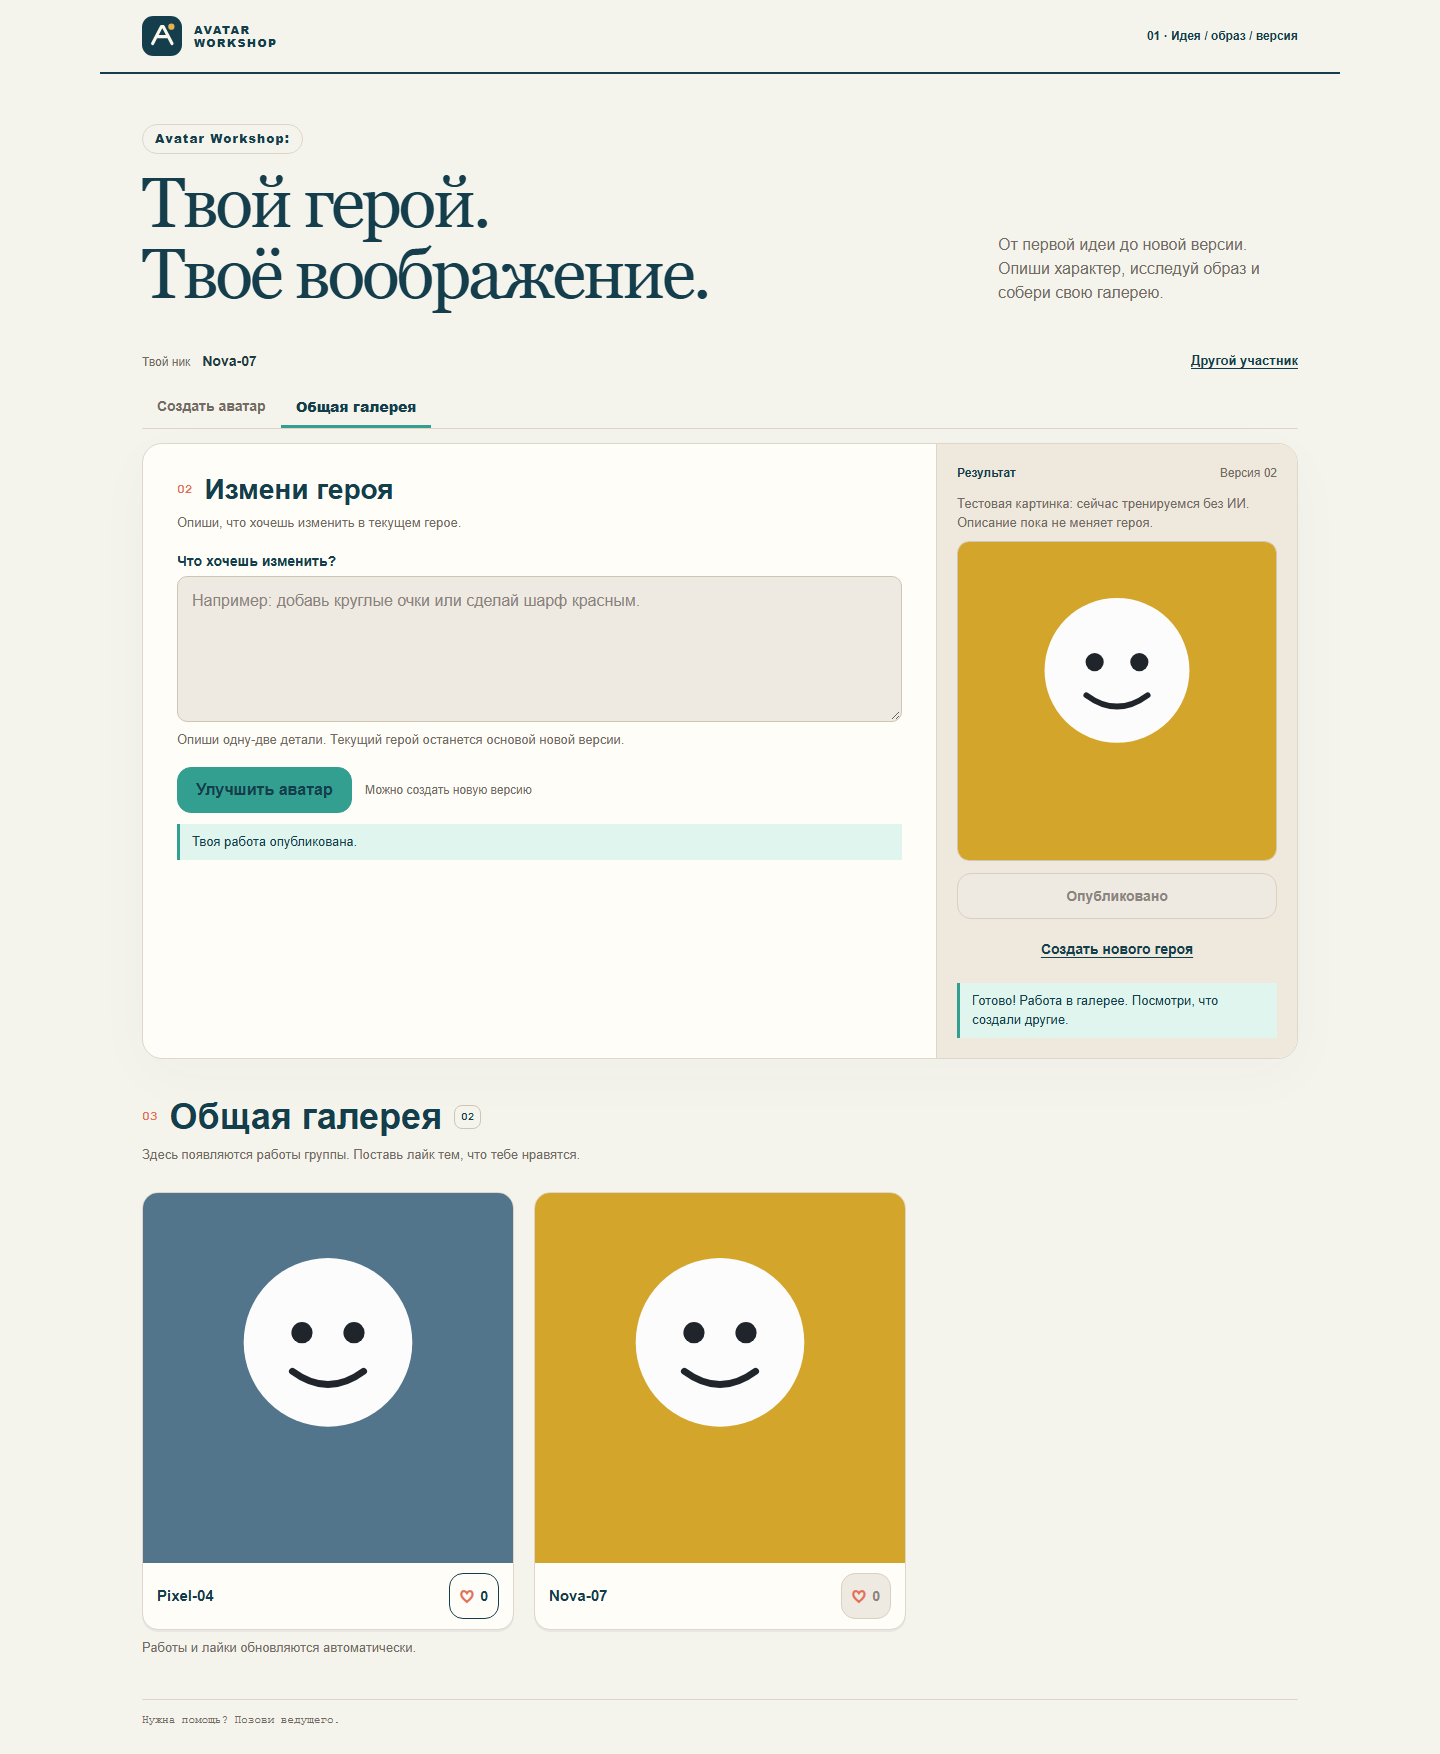 AVATAR
WORKSHOP
01 · Идея / образ / версия
Avatar Workshop:
Твой герой.
Твоё воображение.
От первой идеи до новой версии.
Опиши характер, исследуй образ и
собери свою галерею.
Твой ник Nova-07
Другой участник
Создать аватар
Общая галерея
02 Измени героя
Опиши, что хочешь изменить в текущем герое.
Что хочешь изменить?
Например: добавь круглые очки или сделай шарф красным.
Опиши одну-две детали. Текущий герой останется основой новой версии.
Улучшить аватар
Можно создать новую версию
Твоя работа опубликована.
Результат
Версия 02
Тестовая картинка: сейчас тренируемся без ИИ.
Описание пока не меняет героя.
Опубликовано
Создать нового героя
Готово! Работа в галерее. Посмотри, что
создали другие.
03 Общая галерея 02
Здесь появляются работы группы. Поставь лайк тем, что тебе нравятся.
Pixel-04
0
Nova-07
0
Работы и лайки обновляются автоматически.
Нужна помощь? Позови ведущего.